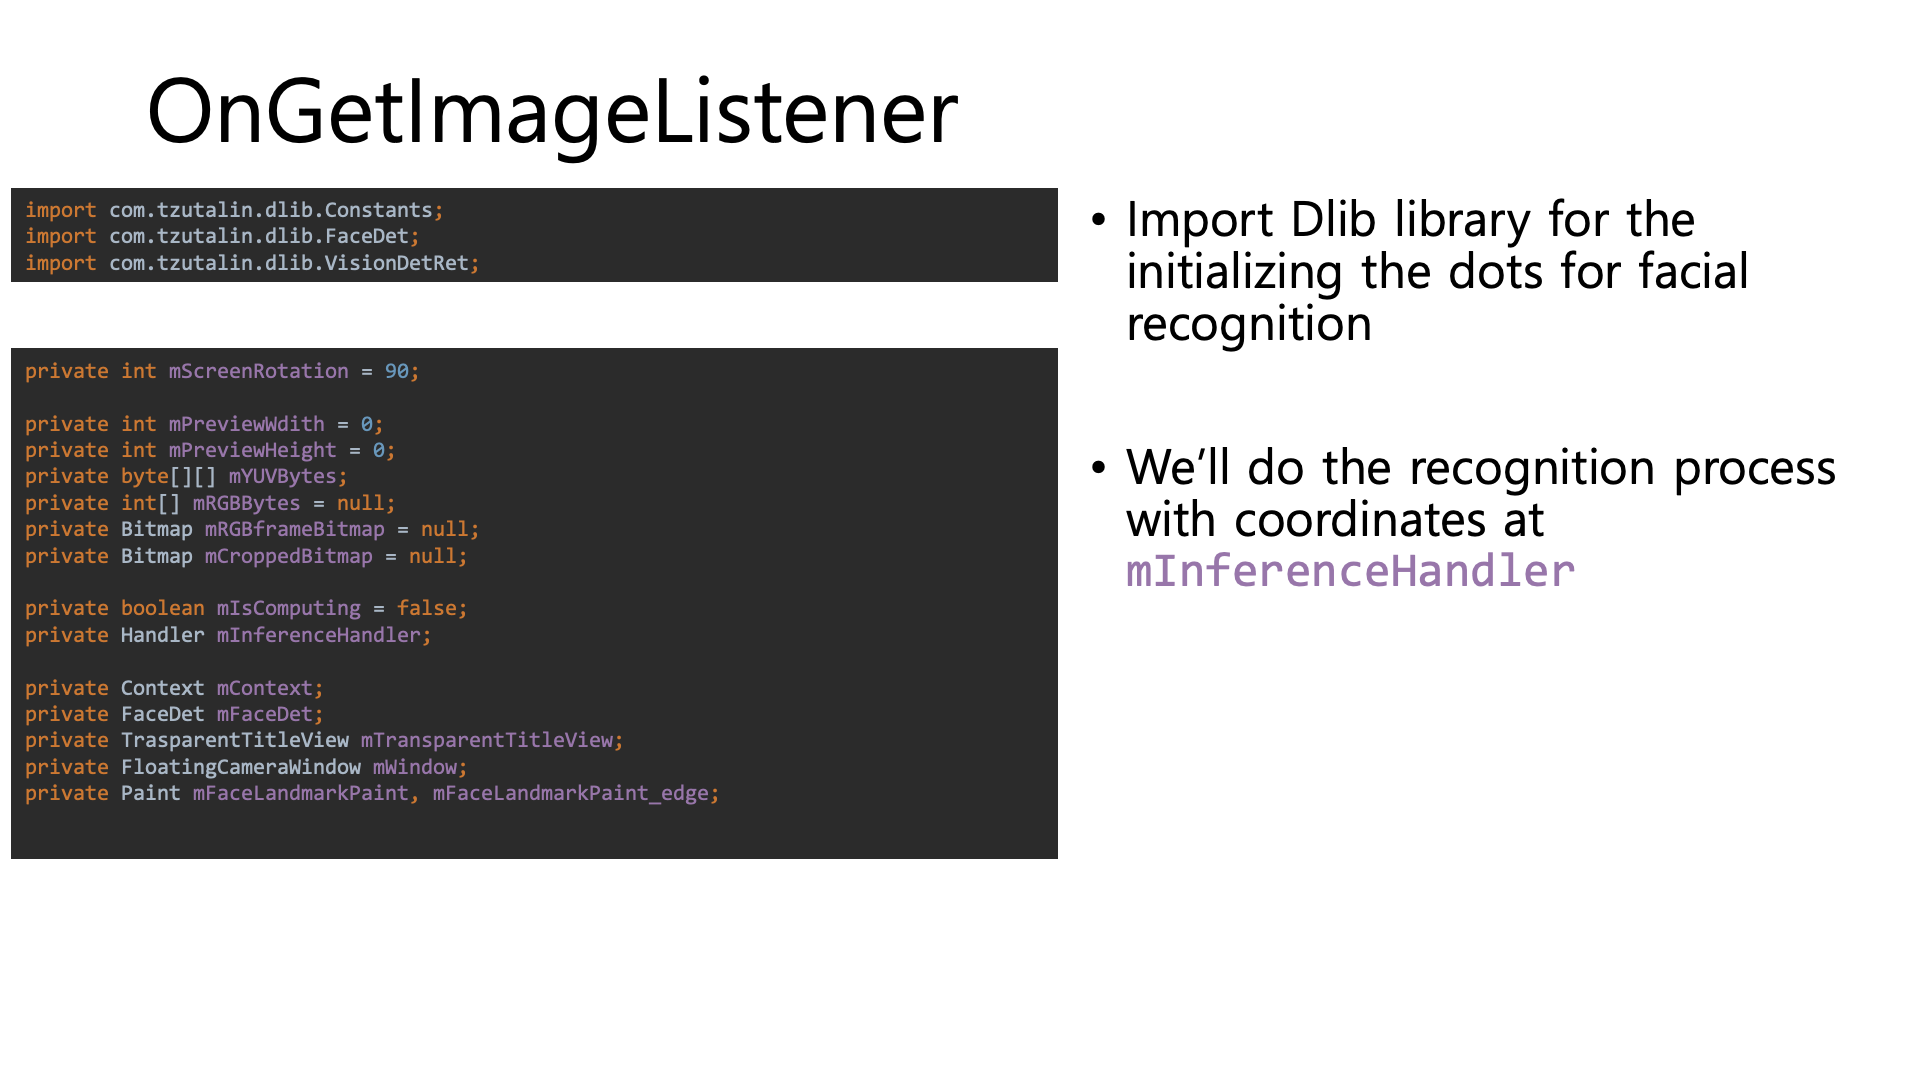 OnGetImageListener
import com.tzutalin.dlib.Constants;
import com.tzutalin.dlib.FaceDet;
import com.tzutalin.dlib.VisionDetRet;
private int mScreenRotation = 90;
private int mPreviewWdith = 0;
private int mPreviewHeight = 0;
private byte[][] mYUVBytes;
private int[] mRGBBytes = null;
private Bitmap mRGBframeBitmap = null;
private Bitmap mCroppedBitmap = null;
private boolean mIsComputing = false;
private Handler mInferenceHandler;
private Context mContext;
private FaceDet mFaceDet;
private TrasparentTitleView mTransparentTitleView;
private FloatingCameraWindow mWindow;
private Paint mFaceLandmarkPaint, mFaceLandmarkPaint_edge;
• Import Dlib library for the
initializing the dots for facial
recognition
• We’ll do the recognition process
with coordinates at
mInferenceHandler